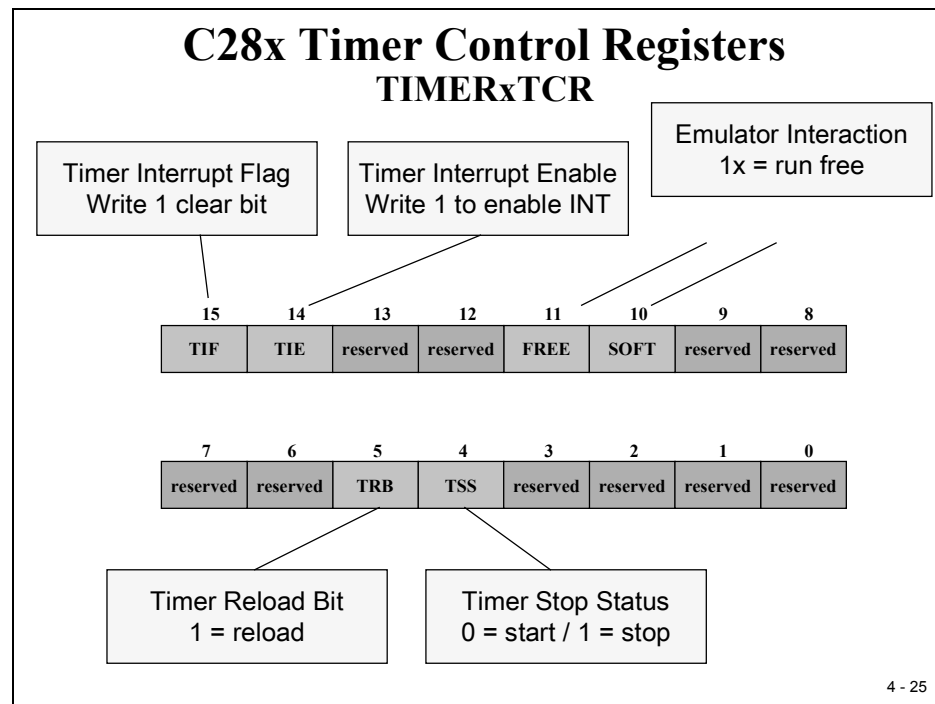 C28x Timer Control Registers
TIMERxTCR
Emulator Interaction
1x = run free
Timer Interrupt Flag
Write 1 clear bit
Timer Interrupt Enable
Write 1 to enable INT
15 14 13 12 11 10 9 8
TIF TIE reserved reserved FREE SOFT reserved reserved
7 6 5 4 3 2 1 0
reserved reserved TRB TSS reserved reserved reserved reserved
Timer Reload Bit
1 = reload
Timer Stop Status
0 = start / 1 = stop
4 - 25